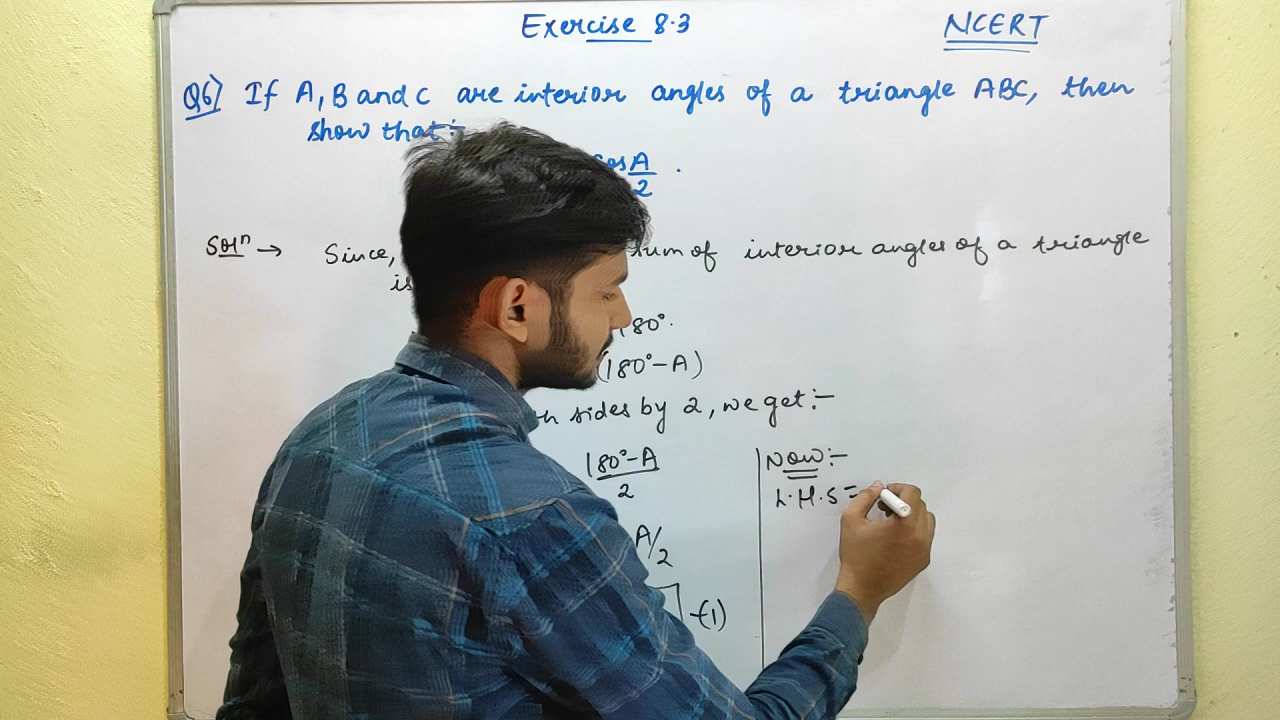 Exercise 8.3
NCERT
Q6] If A, B and C are interior angles of a triangle ABC, then
show that:-
cos A/2 .
Solⁿ → Since, sum of interior angles of a triangle
is
180°.
(180° - A)
sides by 2, we get:-
180° - A / 2
A/2
-(1)
Now:-
L.H.S =